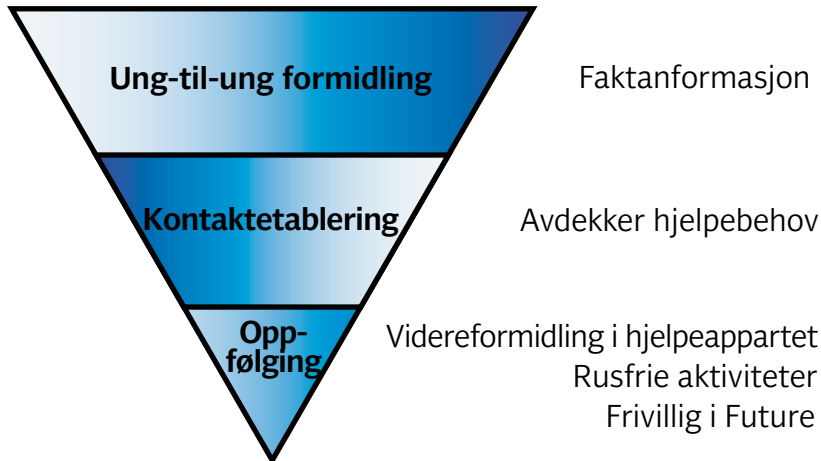 Ung-til-ung formidling
Faktanformasjon
Kontaktetablering
Avdekker hjelpebehov
Opp-
følging
Videreformidling i hjelpeappartet
Rusfrie aktiviteter
Frivillig i Future